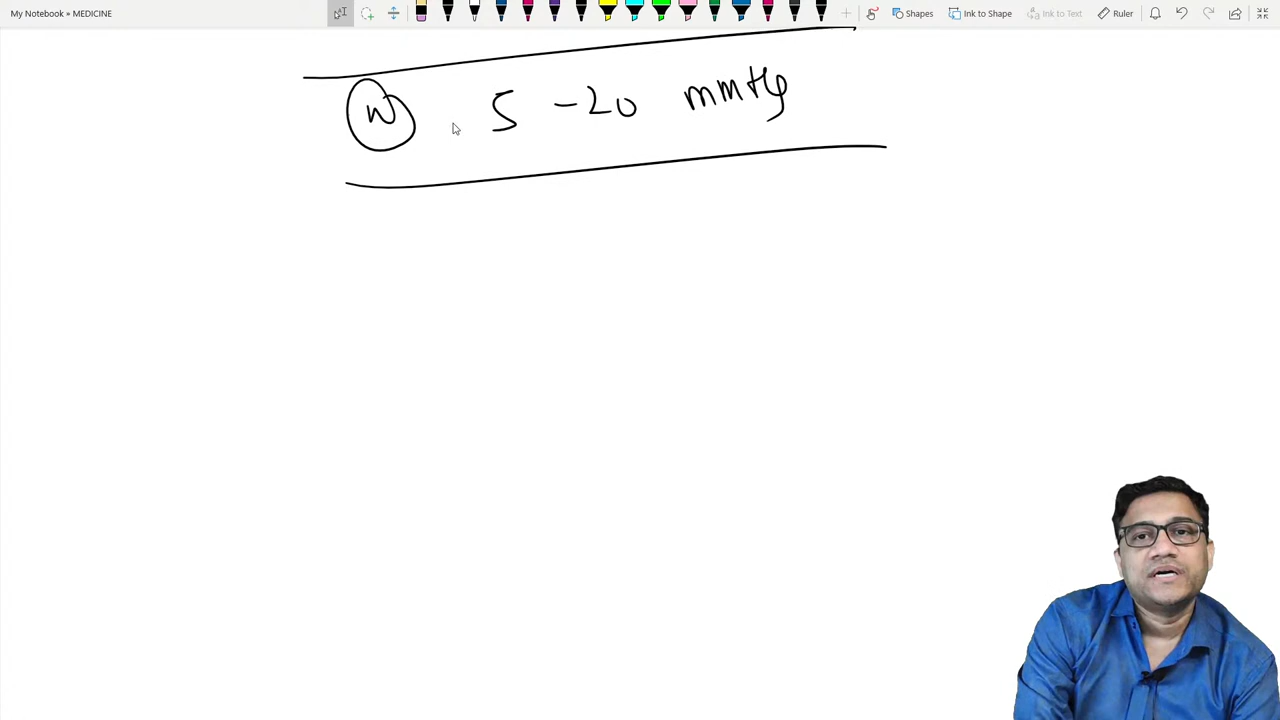 My Notebook » MEDICINE
Shapes
Ink to Shape
Ink to Text
Ruler
N 5 - 20 mmHg